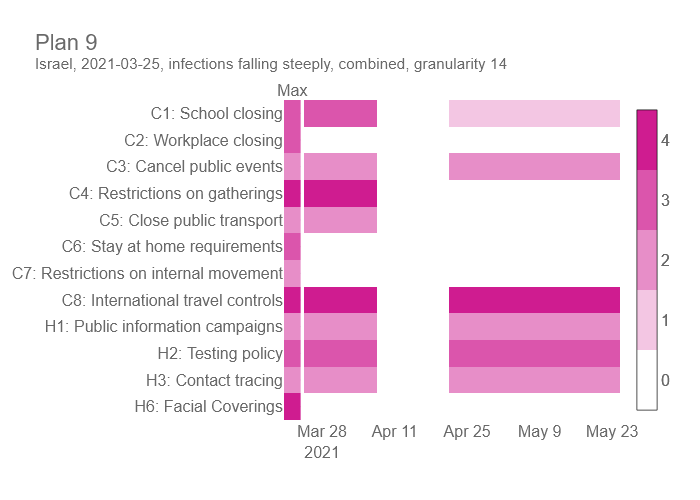 Plan 9
Israel, 2021-03-25, infections falling steeply, combined, granularity 14
Max
C1: School closing
C2: Workplace closing
C3: Cancel public events
C4: Restrictions on gatherings
C5: Close public transport
C6: Stay at home requirements
C7: Restrictions on internal movement
C8: International travel controls
H1: Public information campaigns
H2: Testing policy
H3: Contact tracing
H6: Facial Coverings
Mar 28 Apr 11 Apr 25 May 9 May 23
2021
4
3
2
1
0